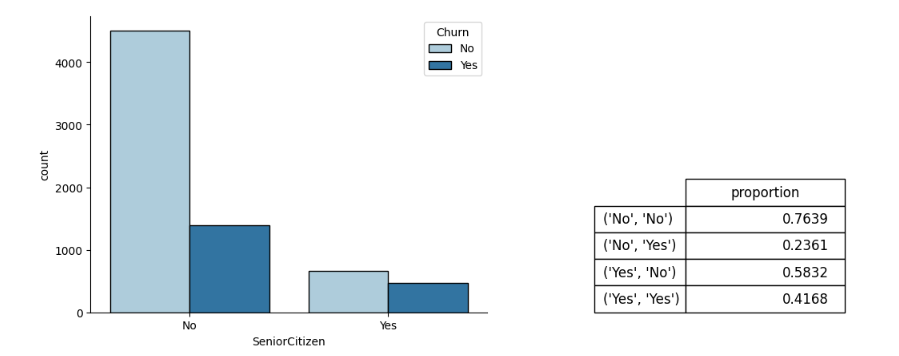 Churn
No
Yes
4000
3000
2000
1000
0
count
No Yes
SeniorCitizen
proportion
('No', 'No') 0.7639
('No', 'Yes') 0.2361
('Yes', 'No') 0.5832
('Yes', 'Yes') 0.4168